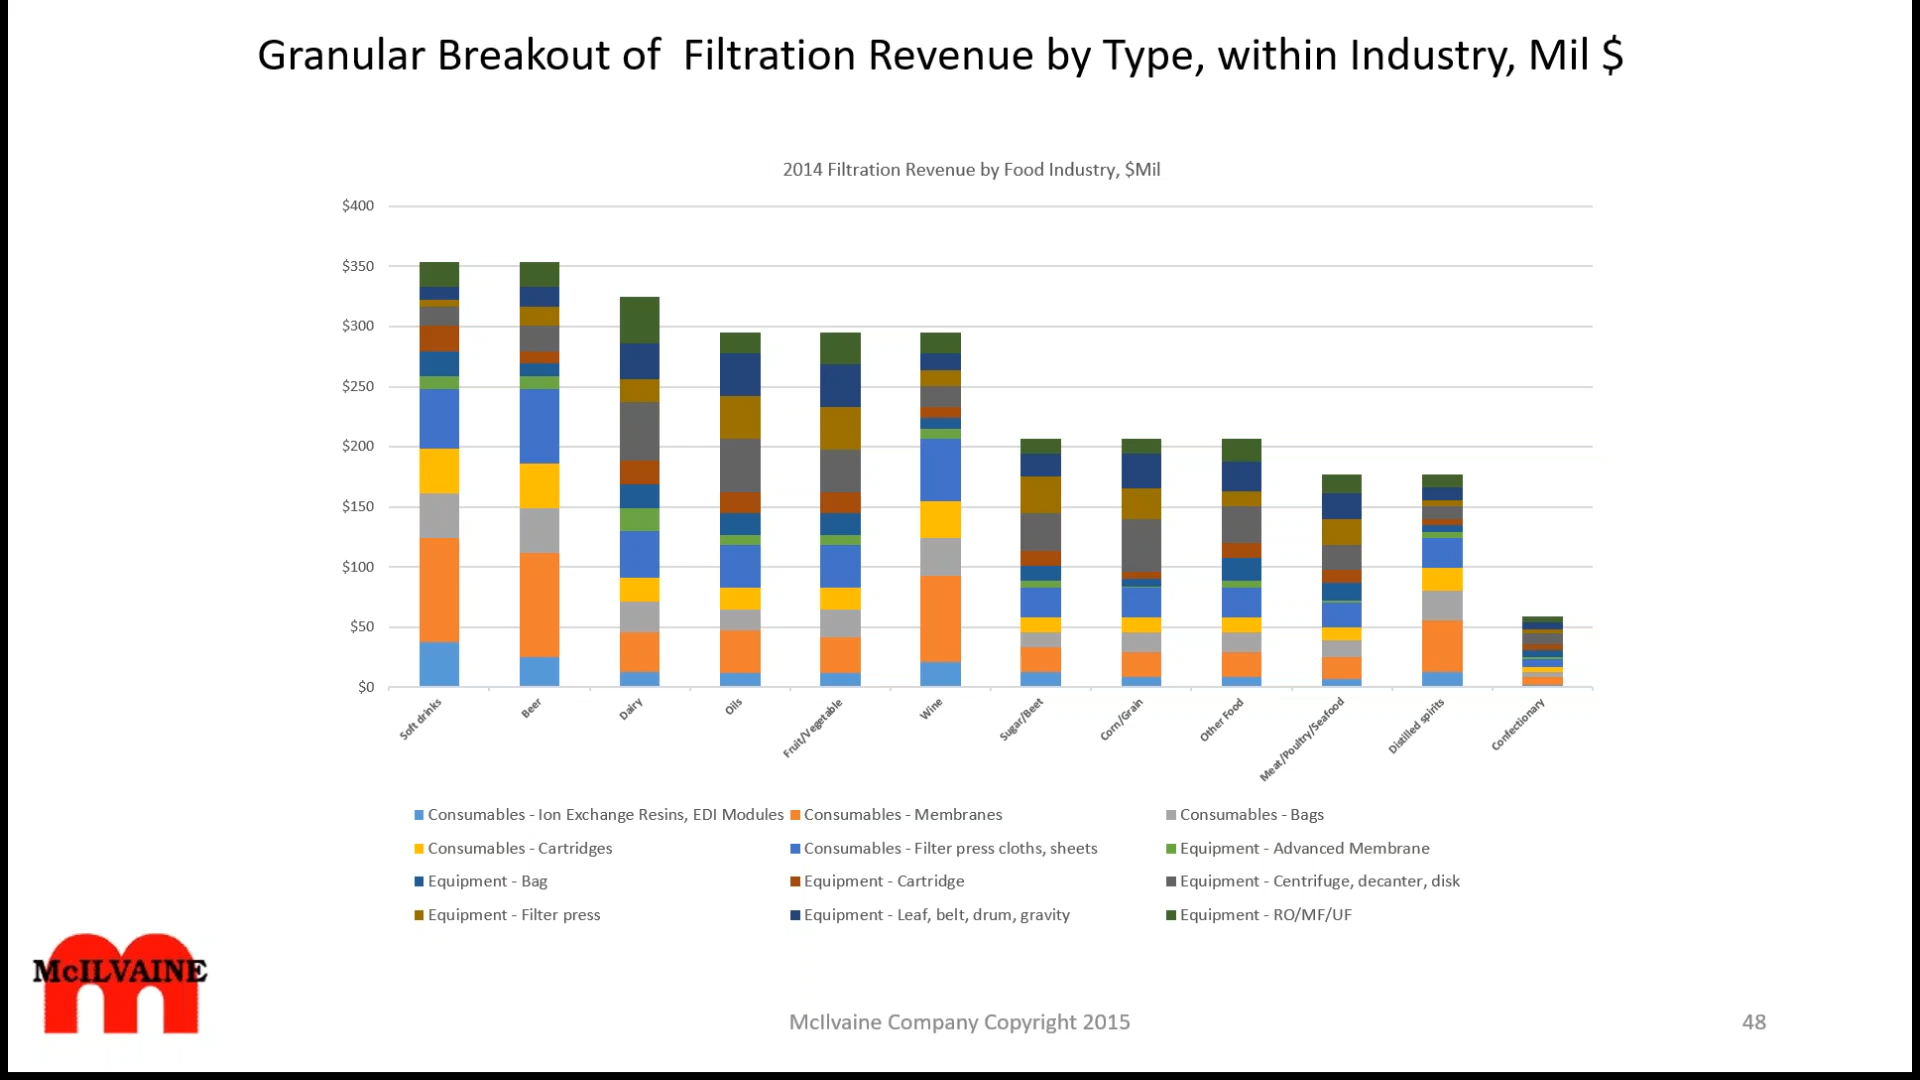 Granular Breakout of  Filtration Revenue by Type, within Industry, Mil $
2014 Filtration Revenue by Food Industry, $Mil
$400
$350
$300
$250
$200
$150
$100
$50
$0
Soft drinks
Beer
Dairy
Oils
Fruit/Vegetable
Wine
Sugar/Beet
Corn/Grain
Other Food
Meat/Poultry/Seafood
Distilled spirits
Confectionary
Consumables - Ion Exchange Resins, EDI Modules
Consumables - Membranes
Consumables - Bags
Consumables - Cartridges
Consumables - Filter press cloths, sheets
Equipment - Advanced Membrane
Equipment - Bag
Equipment - Cartridge
Equipment - Centrifuge, decanter, disk
Equipment - Filter press
Equipment - Leaf, belt, drum, gravity
Equipment - RO/MF/UF
McILVAINE
McIlvaine Company Copyright 2015
48